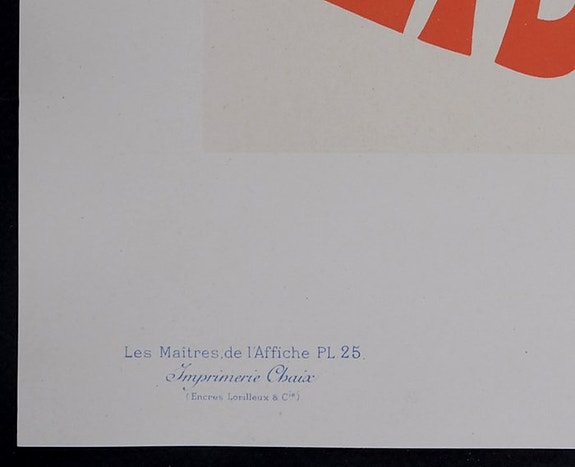 Les Maîtres de l'Affiche PL. 25
Imprimerie Chaix
(Encres Lorilleux & Cie)